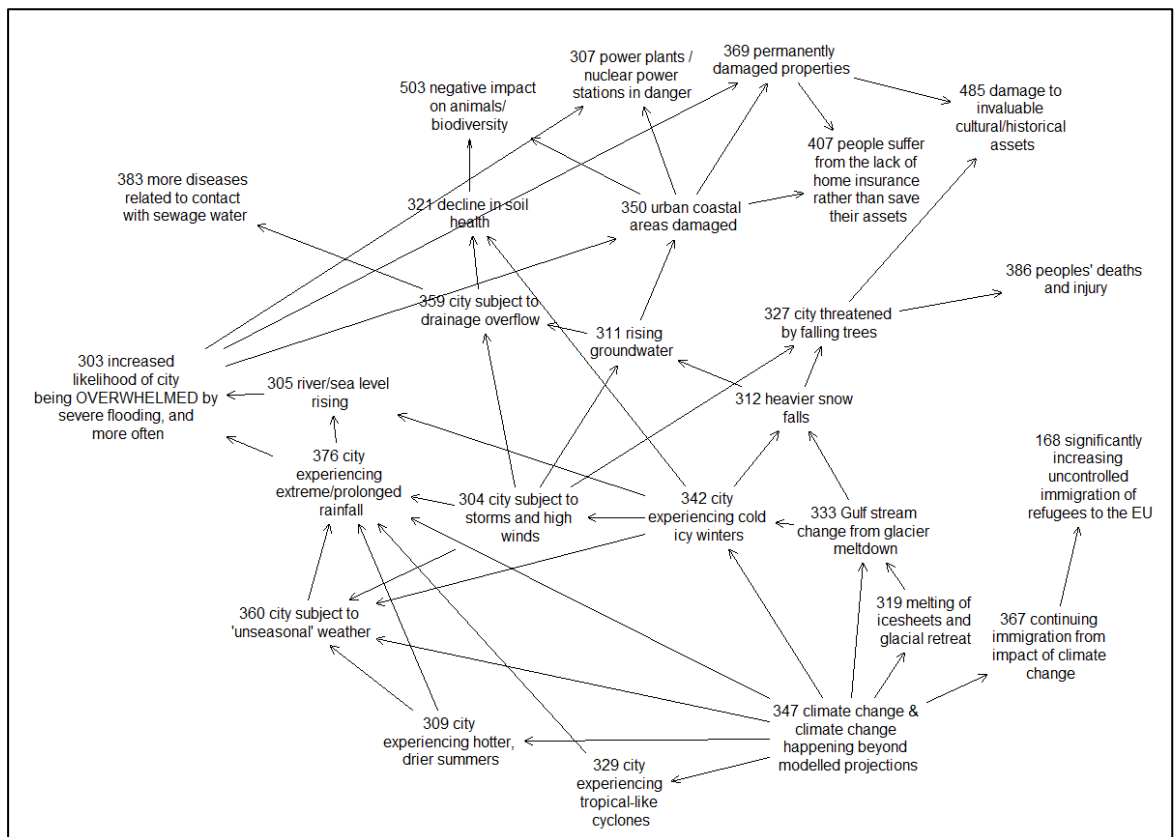 307 power plants /
nuclear power
stations in danger
369 permanently
damaged properties
503 negative impact
on animals/
biodiversity
485 damage to
invaluable
cultural/historical
assets
407 people suffer
from the lack of
home insurance
rather than save
their assets
383 more diseases
related to contact
with sewage water
321 decline in soil
health
350 urban coastal
areas damaged
386 peoples' deaths
and injury
359 city subject to
drainage overflow
311 rising
groundwater
327 city threatened
by falling trees
303 increased
likelihood of city
being OVERWHELMED by
severe flooding, and
more often
305 river/sea level
rising
312 heavier snow
falls
376 city
experiencing
extreme/prolonged
rainfall
304 city subject to
storms and high
winds
342 city
experiencing cold
icy winters
333 Gulf stream
change from glacier
meltdown
168 significantly
increasing
uncontrolled
immigration of
refugees to the EU
360 city subject to
'unseasonal' weather
319 melting of
icesheets and
glacial retreat
367 continuing
immigration from
impact of climate
change
309 city
experiencing hotter,
drier summers
329 city
experiencing
tropical-like
cyclones
347 climate change &
climate change
happening beyond
modelled projections